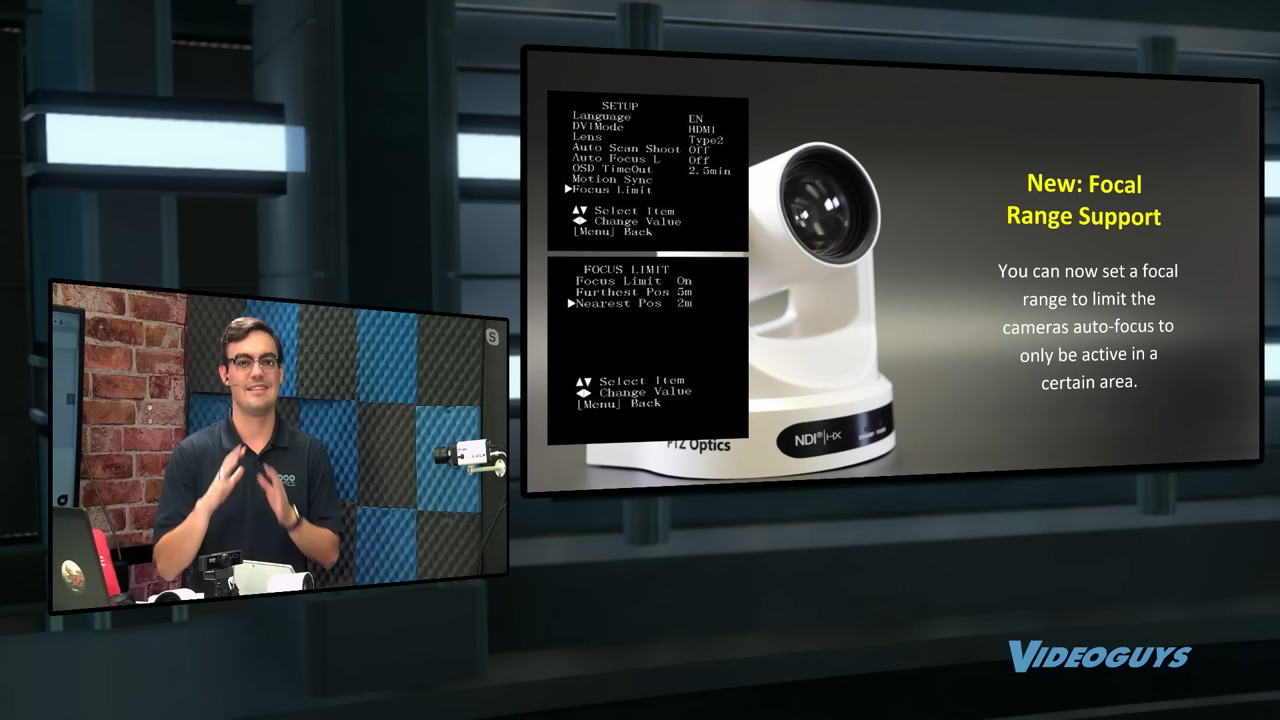 SETUP
Language EN
DVIMode HDMI
Lens Type2
Auto Scan Shoot Off
Auto Focus L Off
OSD TimeOut 2.5min
Motion Sync
▶Focus Limit
▲▼ Select Item
◀▶ Change Value
[Menu] Back
FOCUS LIMIT
Focus Limit On
Furthest Pos 5m
▶Nearest Pos 2m
▲▼ Select Item
◀▶ Change Value
[Menu] Back
PTZ Optics
NDI®|HX
New: Focal
Range Support
You can now set a focal
range to limit the
cameras auto-focus to
only be active in a
certain area.
VIDEOGUYS